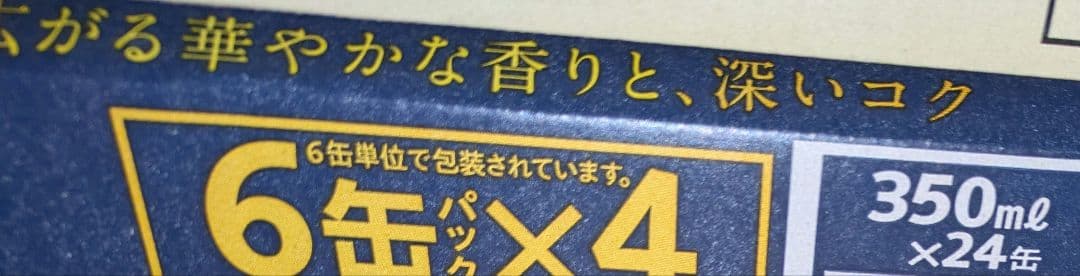 広がる華やかな香りと、深いコク
6缶単位で包装されています。
6缶パック×4
350ml
×24缶